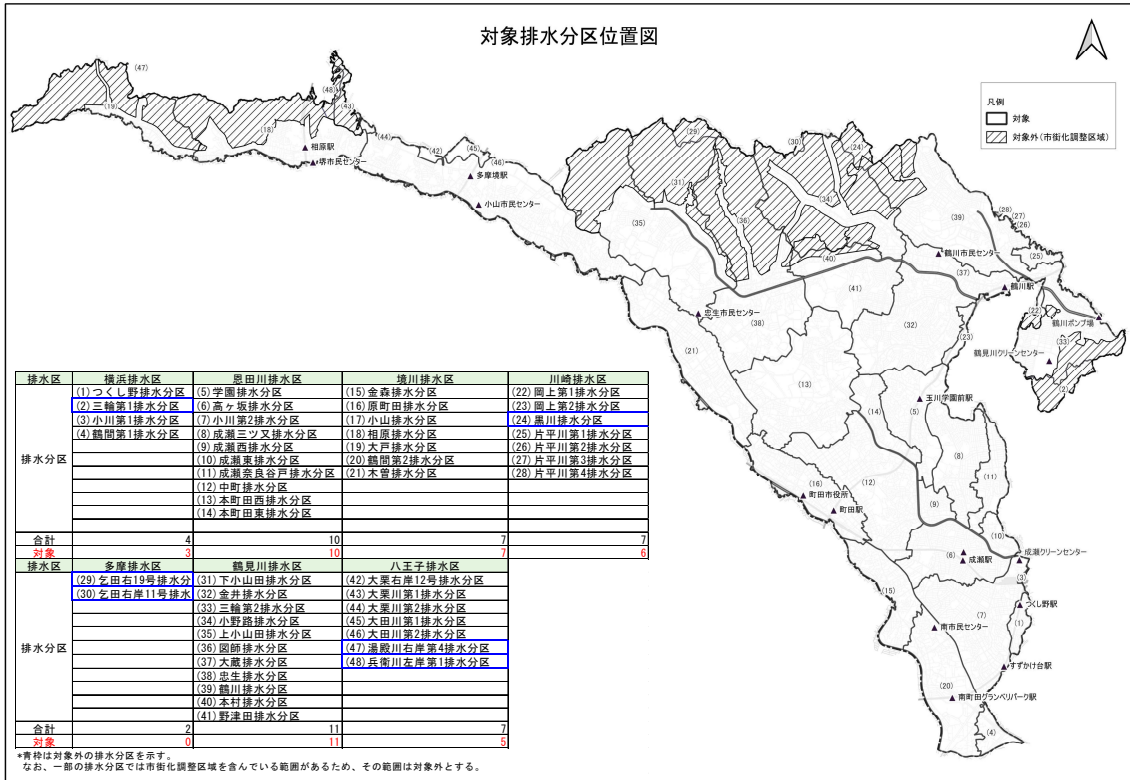 対象排水分区位置図
凡例
対象
対象外(市街化調整区域)
(47)
(19)
(18)
(48)
(43)
(44)
(42)
(45)
(46)
相原駅
堺市民センター
多摩境駅
小山市民センター
(29)
(30)
(24)
(31)
(36)
(34)
(35)
(40)
(39)
(28)
(27)
(26)
(25)
鶴川市民センター
(37)
鶴川駅
(41)
(32)
(23)
(22)
鶴川ポンプ場
(33)
鶴見川クリーンセンター
(2)
忠生市民センター
(38)
(21)
(13)
(14)
(5)
玉川学園前駅
(8)
(11)
(16)
町田市役所
(12)
町田駅
(9)
(10)
(6)
成瀬駅
成瀬クリーンセンター
(3)
(15)
(7)
つくし野駅
(1)
南市民センター
すずかけ台駅
(20)
南町田グランベリパーク駅
(4)
排水区 横浜排水区 恩田川排水区 境川排水区 川崎排水区
排水分区
(1)つくし野排水分区 (5)学園排水分区 (15)金森排水分区 (22)岡上第1排水分区
(2)三輪第1排水分区 (6)高ヶ坂排水分区 (16)原町田排水分区 (23)岡上第2排水分区
(3)小川第1排水分区 (7)小川第2排水分区 (17)小山排水分区 (24)黒川排水分区
(4)鶴間第1排水分区 (8)成瀬三ツ又排水分区 (18)相原排水分区 (25)片平川第1排水分区
(9)成瀬西排水分区 (19)大戸排水分区 (26)片平川第2排水分区
(10)成瀬東排水分区 (20)鶴間第2排水分区 (27)片平川第3排水分区
(11)成瀬奈良谷戸排水分区 (21)木曽排水分区 (28)片平川第4排水分区
(12)中町排水分区
(13)本町田西排水分区
(14)本町田東排水分区
合計 4 10 7 7
対象 3 10 7 6
排水区 多摩排水区 鶴見川排水区 八王子排水区
排水分区
(29)乞田右19号排水分 (31)下小山田排水分区 (42)大栗右岸12号排水分区
(30)乞田右岸11号排水 (32)金井排水分区 (43)大栗川第1排水分区
(33)三輪第2排水分区 (44)大栗川第2排水分区
(34)小野路排水分区 (45)大田川第1排水分区
(35)上小山田排水分区 (46)大田川第2排水分区
(36)図師排水分区 (47)湯殿川右岸第4排水分区
(37)大蔵排水分区 (48)兵衛川左岸第1排水分区
(38)忠生排水分区
(39)鶴川排水分区
(40)本村排水分区
(41)野津田排水分区
合計 2 11 7
対象 0 11 5
*青枠は対象外の排水分区を示す。
なお、一部の排水分区では市街化調整区域を含んでいる範囲があるため、その範囲は対象外とする。